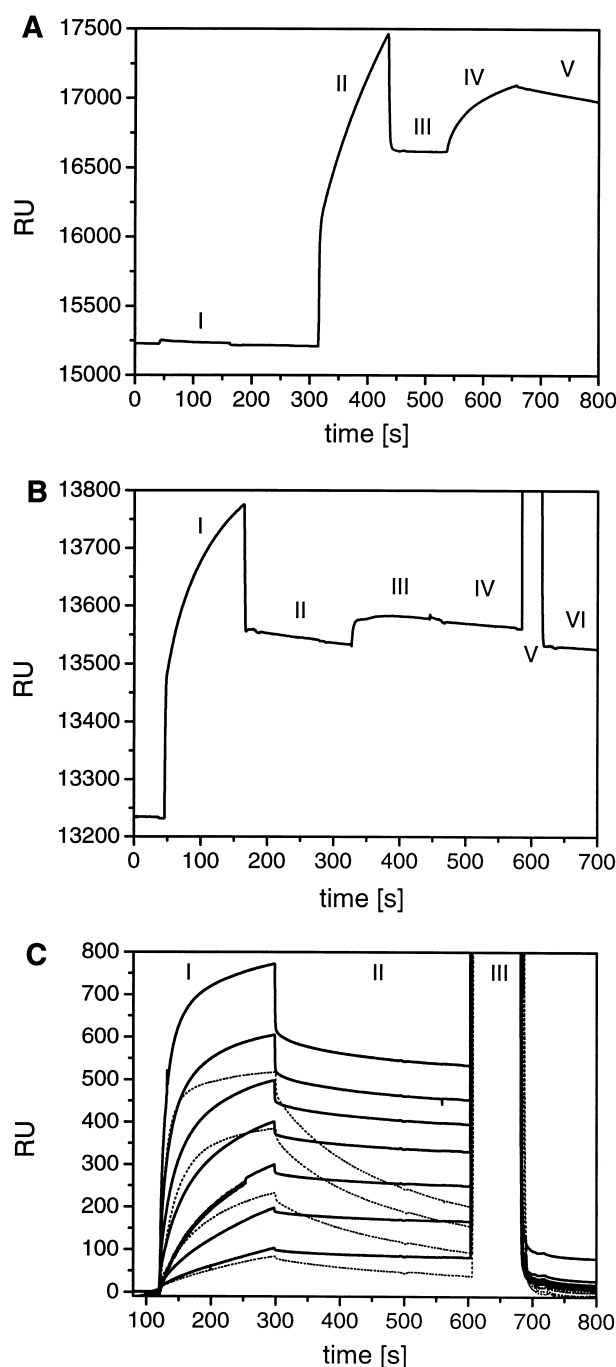 A
17500
17000
16500
16000
15500
15000
RU
I
II
III
IV
V
0 100 200 300 400 500 600 700 800
time [s]
B
13800
13700
13600
13500
13400
13300
13200
RU
I
II
III
IV
V
VI
0 100 200 300 400 500 600 700
time [s]
C
800
700
600
500
400
300
200
100
0
RU
I
II
III
100 200 300 400 500 600 700 800
time [s]